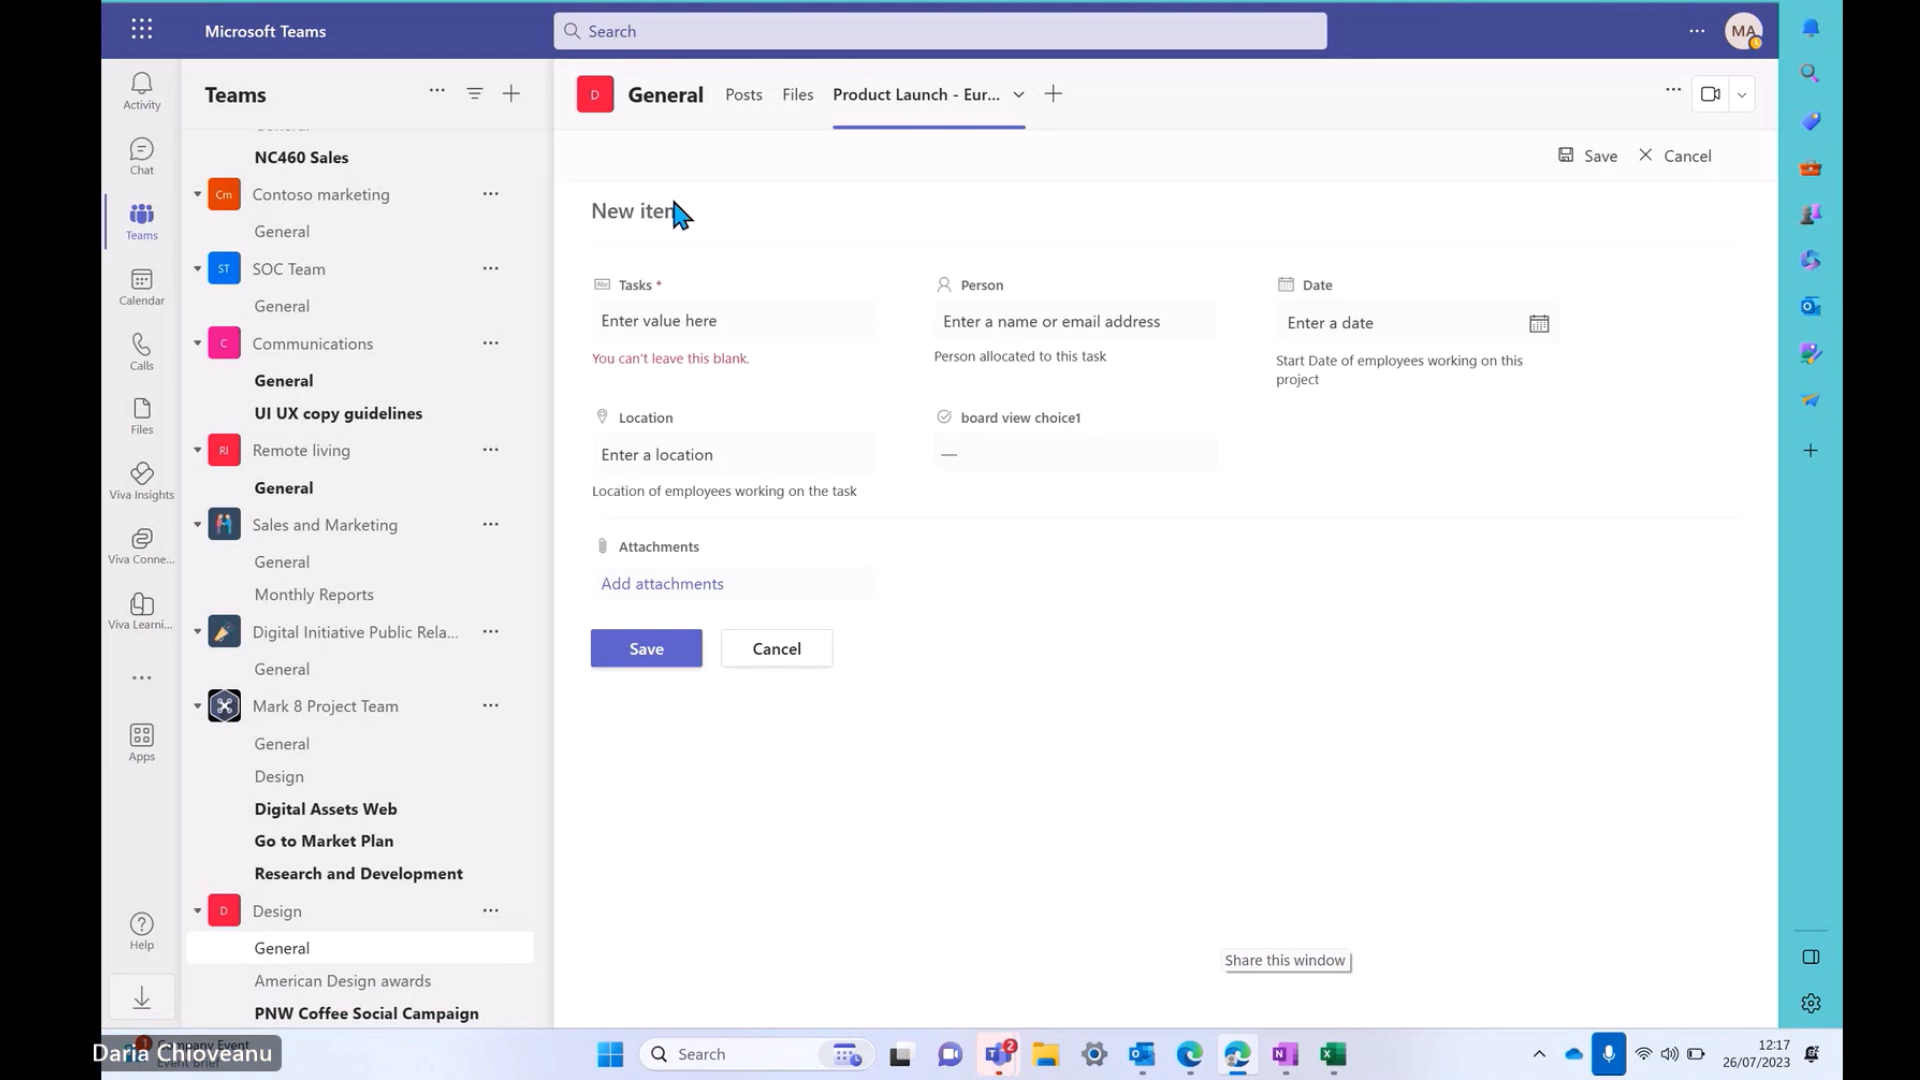 Microsoft Teams
Search
MA
Activity
Chat
Teams
Calendar
Calls
Files
Viva Insights
Viva Conne...
Viva Learni...
Apps
Help
Teams
NC460 Sales
Cm Contoso marketing
General
ST SOC Team
General
C Communications
General
UI UX copy guidelines
RI Remote living
General
Sales and Marketing
General
Monthly Reports
Digital Initiative Public Rela...
General
Mark 8 Project Team
General
Design
Digital Assets Web
Go to Market Plan
Research and Development
D Design
General
American Design awards
PNW Coffee Social Campaign
D General Posts Files Product Launch - Eur...
Save Cancel
New item
Abc Tasks * Person Date
Enter value here Enter a name or email address Enter a date
You can't leave this blank. Person allocated to this task Start Date of employees working on this
project
Location board view choice1
Enter a location —
Location of employees working on the task
Attachments
Add attachments
Save Cancel
Share this window
1 Company Event
Daria Chioveanu
Search
2
12:17
26/07/2023